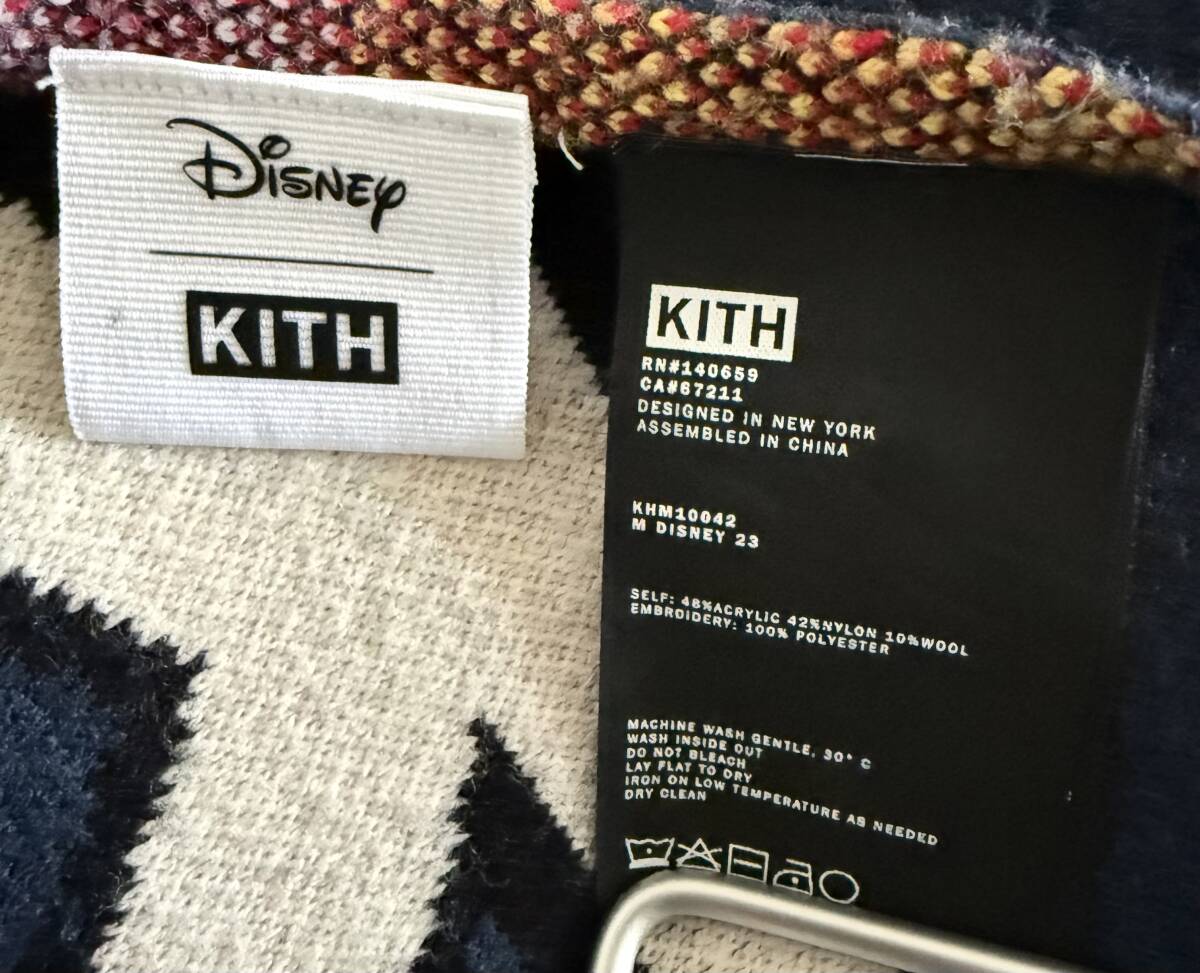 Disney
KITH
KITH
RN#140659
CA#67211
DESIGNED IN NEW YORK
ASSEMBLED IN CHINA
KHM10042
M DISNEY 23
SELF: 48%ACRYLIC 42%NYLON 10%WOOL
EMBROIDERY: 100% POLYESTER
MACHINE WASH GENTLE, 30° C
WASH INSIDE OUT
DO NOT BLEACH
LAY FLAT TO DRY
IRON ON LOW TEMPERATURE AS NEEDED
DRY CLEAN